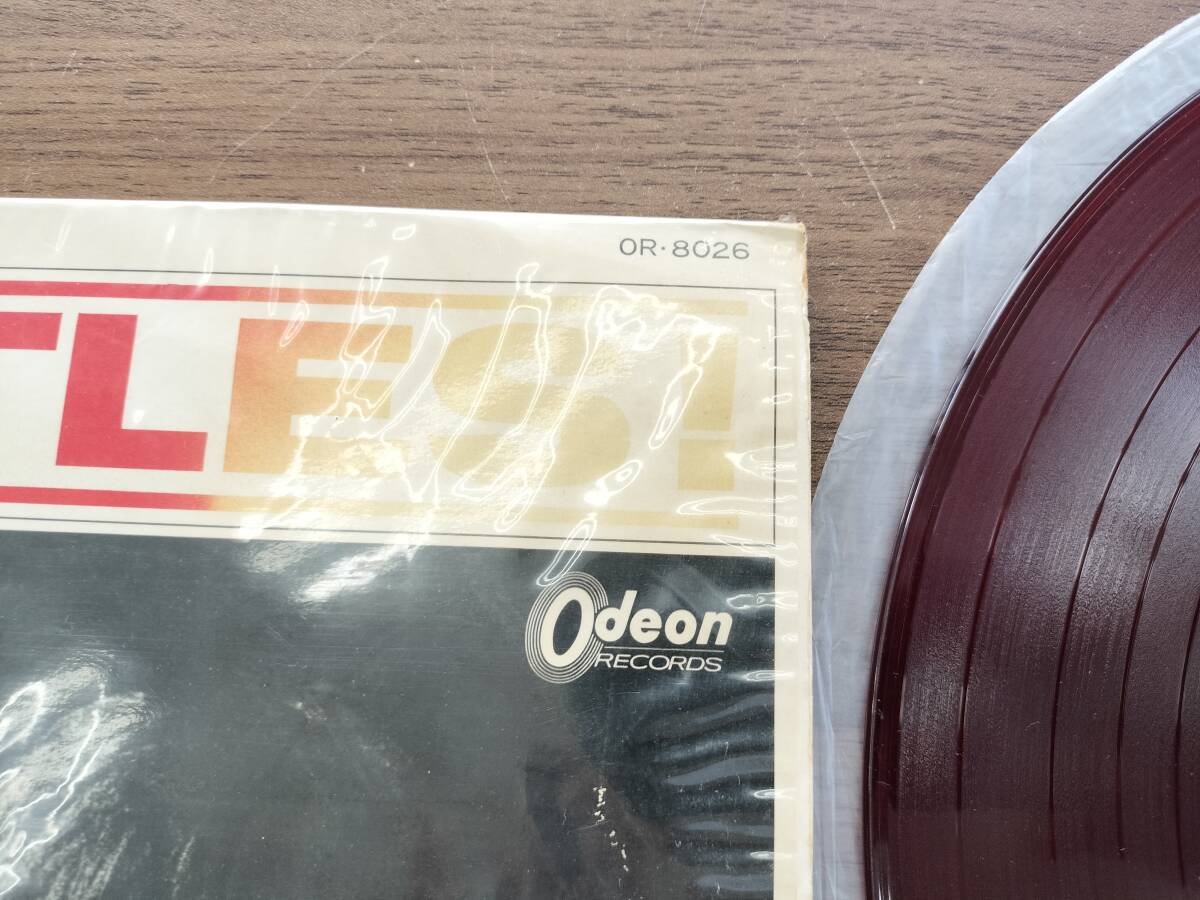 OR·8026
TLES!
Odeon
RECORDS